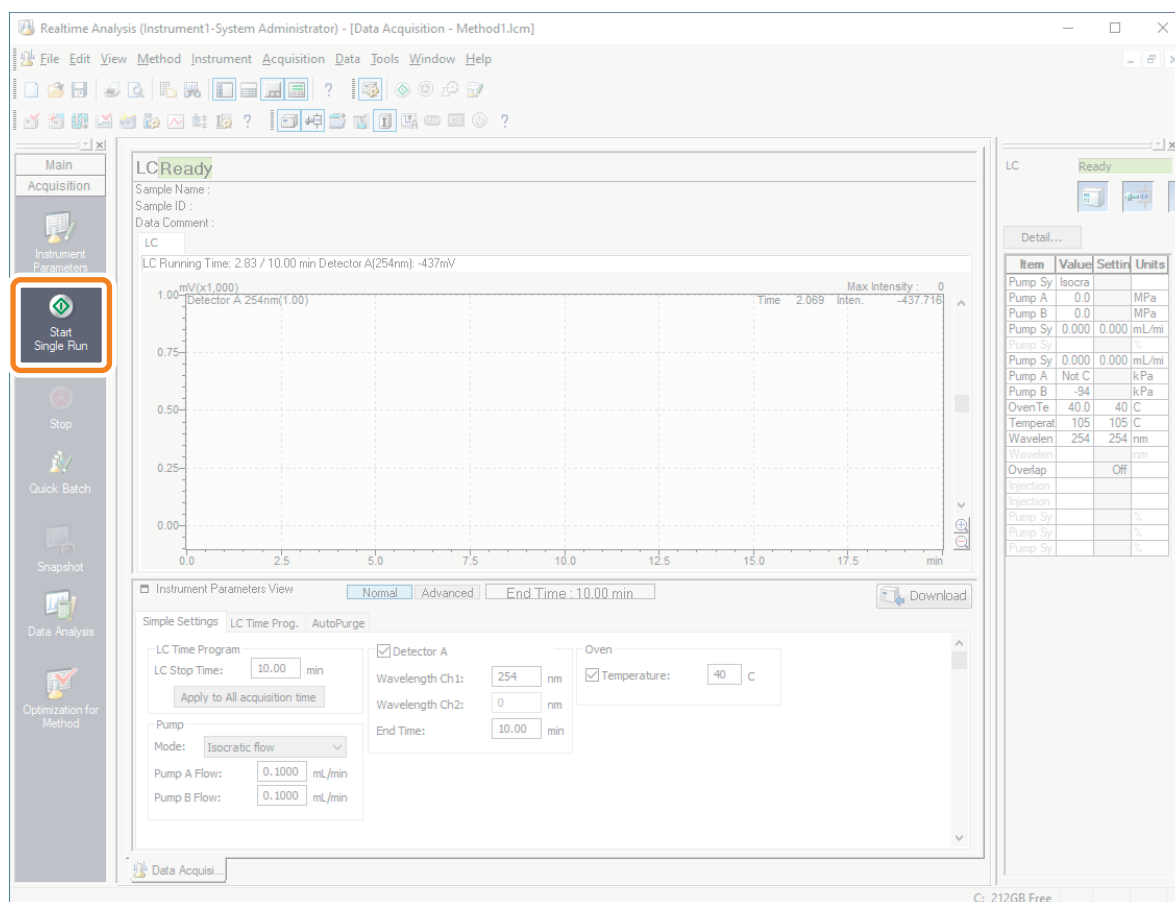 Realtime Analysis (Instrument1-System Administrator) - [Data Acquisition - Method1.lcm]
File Edit View Method Instrument Acquisition Data Tools Window Help
Main
Acquisition
Instrument
Parameters
Start
Single Run
Stop
Quick Batch
Snapshot
Data Analysis
Optimization for
Method
LC Ready
Sample Name :
Sample ID :
Data Comment :
LC
LC Running Time: 2.83 / 10.00 min Detector A(254nm): -437mV
mV(x1,000)
Max Intensity : 0
Detector A 254nm(1.00)
Time 2.069 Inten. -437.716
1.00
0.75
0.50
0.25
0.00
0.0 2.5 5.0 7.5 10.0 12.5 15.0 17.5 min
Instrument Parameters View Normal Advanced End Time : 10.00 min Download
Simple Settings LC Time Prog. AutoPurge
LC Time Program
LC Stop Time: 10.00 min
Apply to All acquisition time
Pump
Mode: Isocratic flow
Pump A Flow: 0.1000 mL/min
Pump B Flow: 0.1000 mL/min
Detector A
Wavelength Ch1: 254 nm
Wavelength Ch2: 0 nm
End Time: 10.00 min
Oven
Temperature: 40 C
Data Acquisi...
LC Ready
Detail...
Item Value Settin Units
Pump Sy Isocra
Pump A 0.0 MPa
Pump B 0.0 MPa
Pump Sy 0.000 0.000 mL/mi
Pump Sy %
Pump Sy 0.000 0.000 mL/mi
Pump A Not C kPa
Pump B -94 kPa
Oven Te 40.0 40 C
Temperat 105 105 C
Wavelen 254 254 nm
Wavelen nm
Overlap Off
Injection
Injection
Pump Sy %
Pump Sy %
Pump Sy %
C: 212GB Free